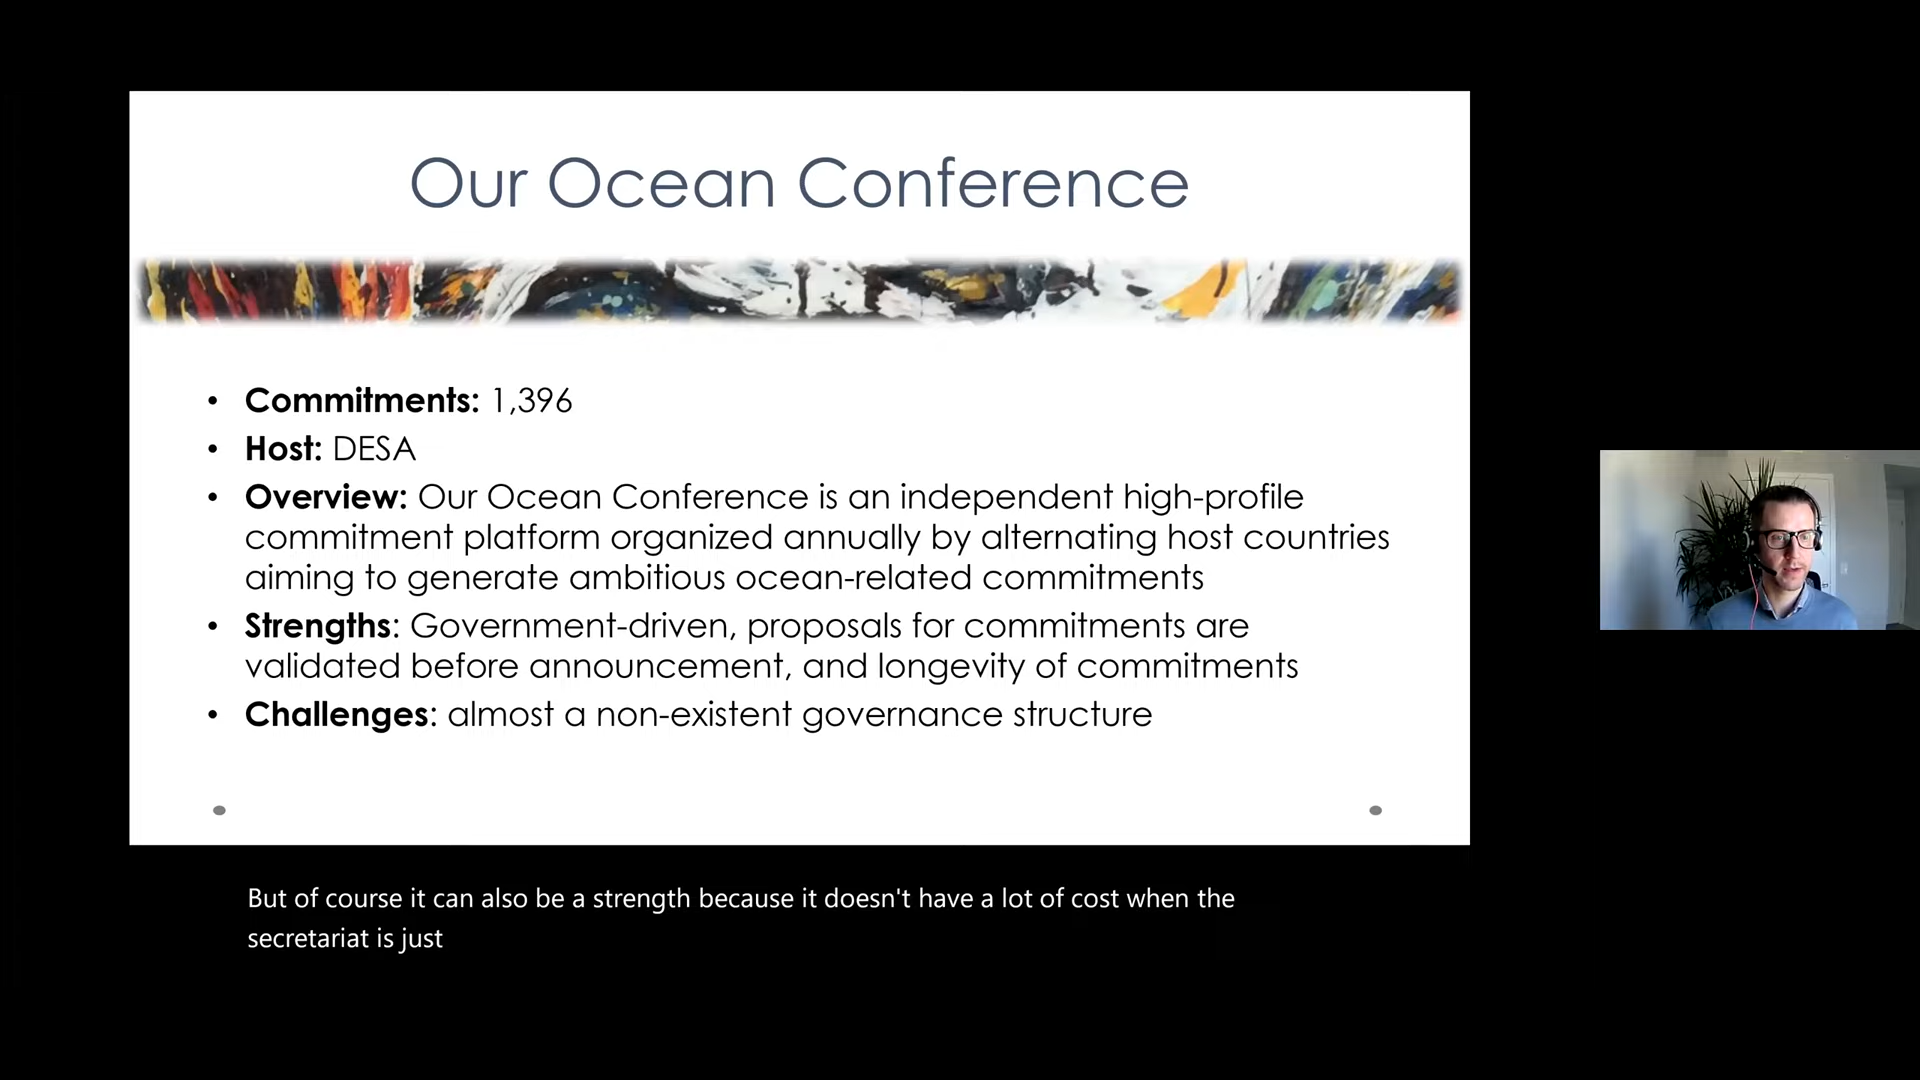 Our Ocean Conference
• Commitments: 1,396
• Host: DESA
• Overview: Our Ocean Conference is an independent high-profile
commitment platform organized annually by alternating host countries
aiming to generate ambitious ocean-related commitments
• Strengths: Government-driven, proposals for commitments are
validated before announcement, and longevity of commitments
• Challenges: almost a non-existent governance structure
But of course it can also be a strength because it doesn't have a lot of cost when the
secretariat is just